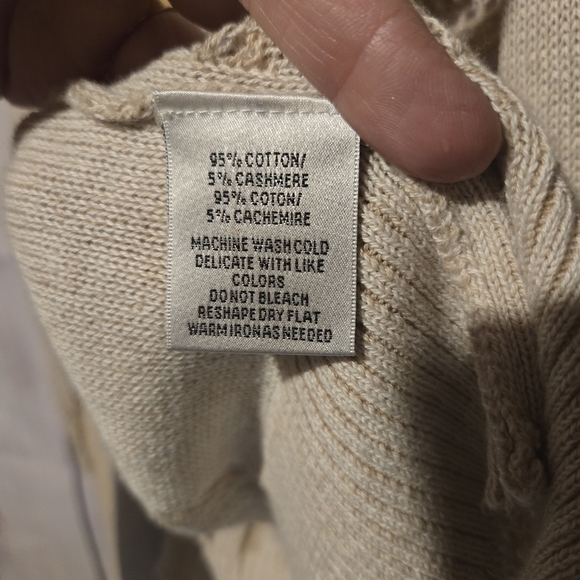 95% COTTON/
5% CASHMERE
95% COTON/
5% CACHEMIRE
MACHINE WASH COLD
DELICATE WITH LIKE
COLORS
DO NOT BLEACH
RESHAPE DRY FLAT
WARM IRON AS NEEDED